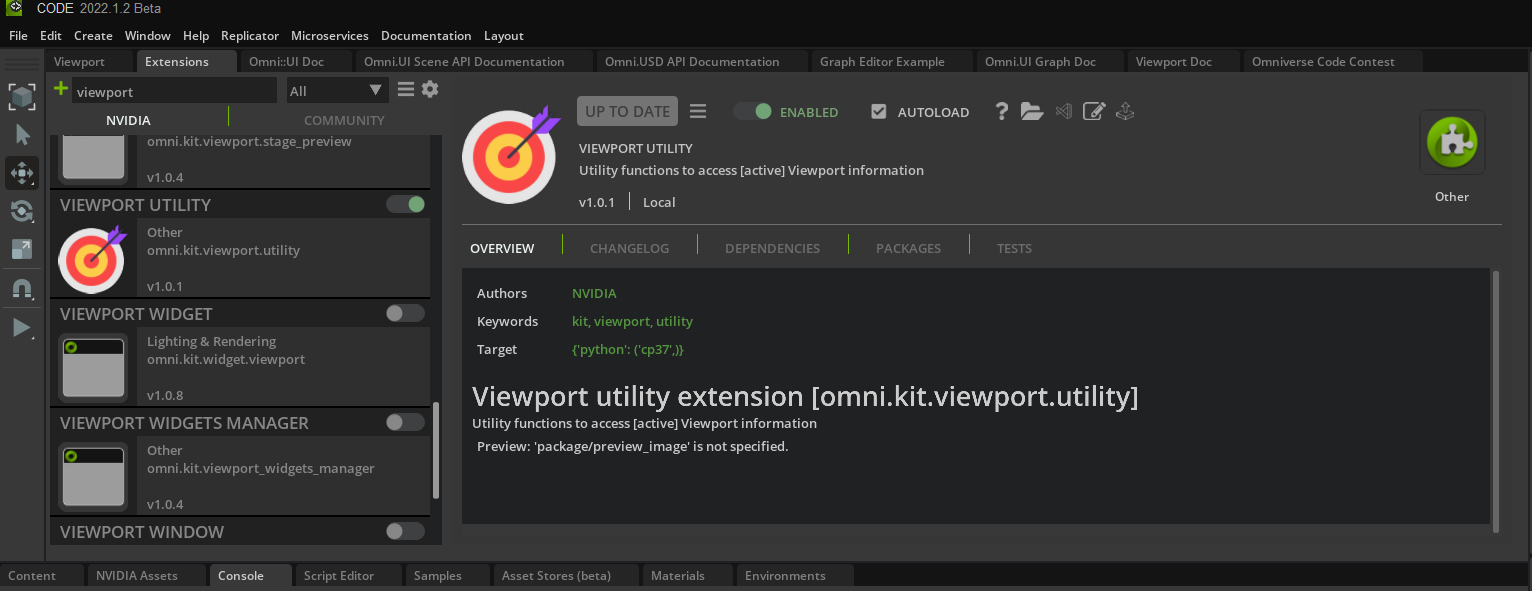 CODE 2022.1.2 Beta
File Edit Create Window Help Replicator Microservices Documentation Layout
Viewport Extensions Omni::UI Doc Omni.UI Scene API Documentation Omni.USD API Documentation Graph Editor Example Omni.UI Graph Doc Viewport Doc Omniverse Code Contest
viewport All
NVIDIA COMMUNITY
omni.kit.viewport.stage_preview
v1.0.4
VIEWPORT UTILITY
Other
omni.kit.viewport.utility
v1.0.1
VIEWPORT WIDGET
Lighting & Rendering
omni.kit.widget.viewport
v1.0.8
VIEWPORT WIDGETS MANAGER
Other
omni.kit.viewport_widgets_manager
v1.0.4
VIEWPORT WINDOW
UP TO DATE ENABLED AUTOLOAD
VIEWPORT UTILITY
Utility functions to access [active] Viewport information
v1.0.1 Local
Other
OVERVIEW CHANGELOG DEPENDENCIES PACKAGES TESTS
Authors NVIDIA
Keywords kit, viewport, utility
Target {'python': ('cp37',)}
Viewport utility extension [omni.kit.viewport.utility]
Utility functions to access [active] Viewport information
Preview: 'package/preview_image' is not specified.
Content NVIDIA Assets Console Script Editor Samples Asset Stores (beta) Materials Environments